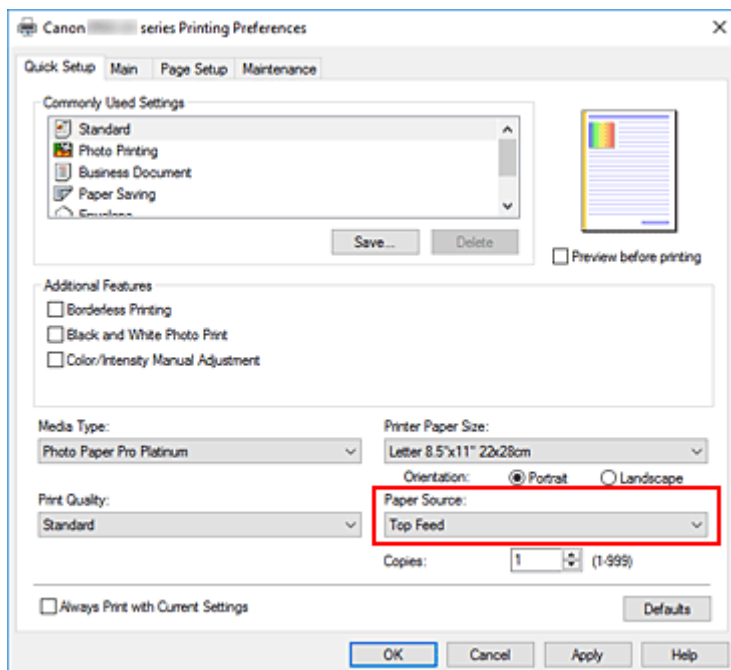 Canon series Printing Preferences
Quick Setup Main Page Setup Maintenance
Commonly Used Settings
Standard
Photo Printing
Business Document
Paper Saving
Envelope
Save... Delete
Preview before printing
Additional Features
Borderless Printing
Black and White Photo Print
Color/Intensity Manual Adjustment
Media Type: Printer Paper Size:
Photo Paper Pro Platinum Letter 8.5"x11" 22x28cm
Orientation: Portrait Landscape
Print Quality: Paper Source:
Standard Top Feed
Copies: 1 (1-999)
Always Print with Current Settings Defaults
OK Cancel Apply Help